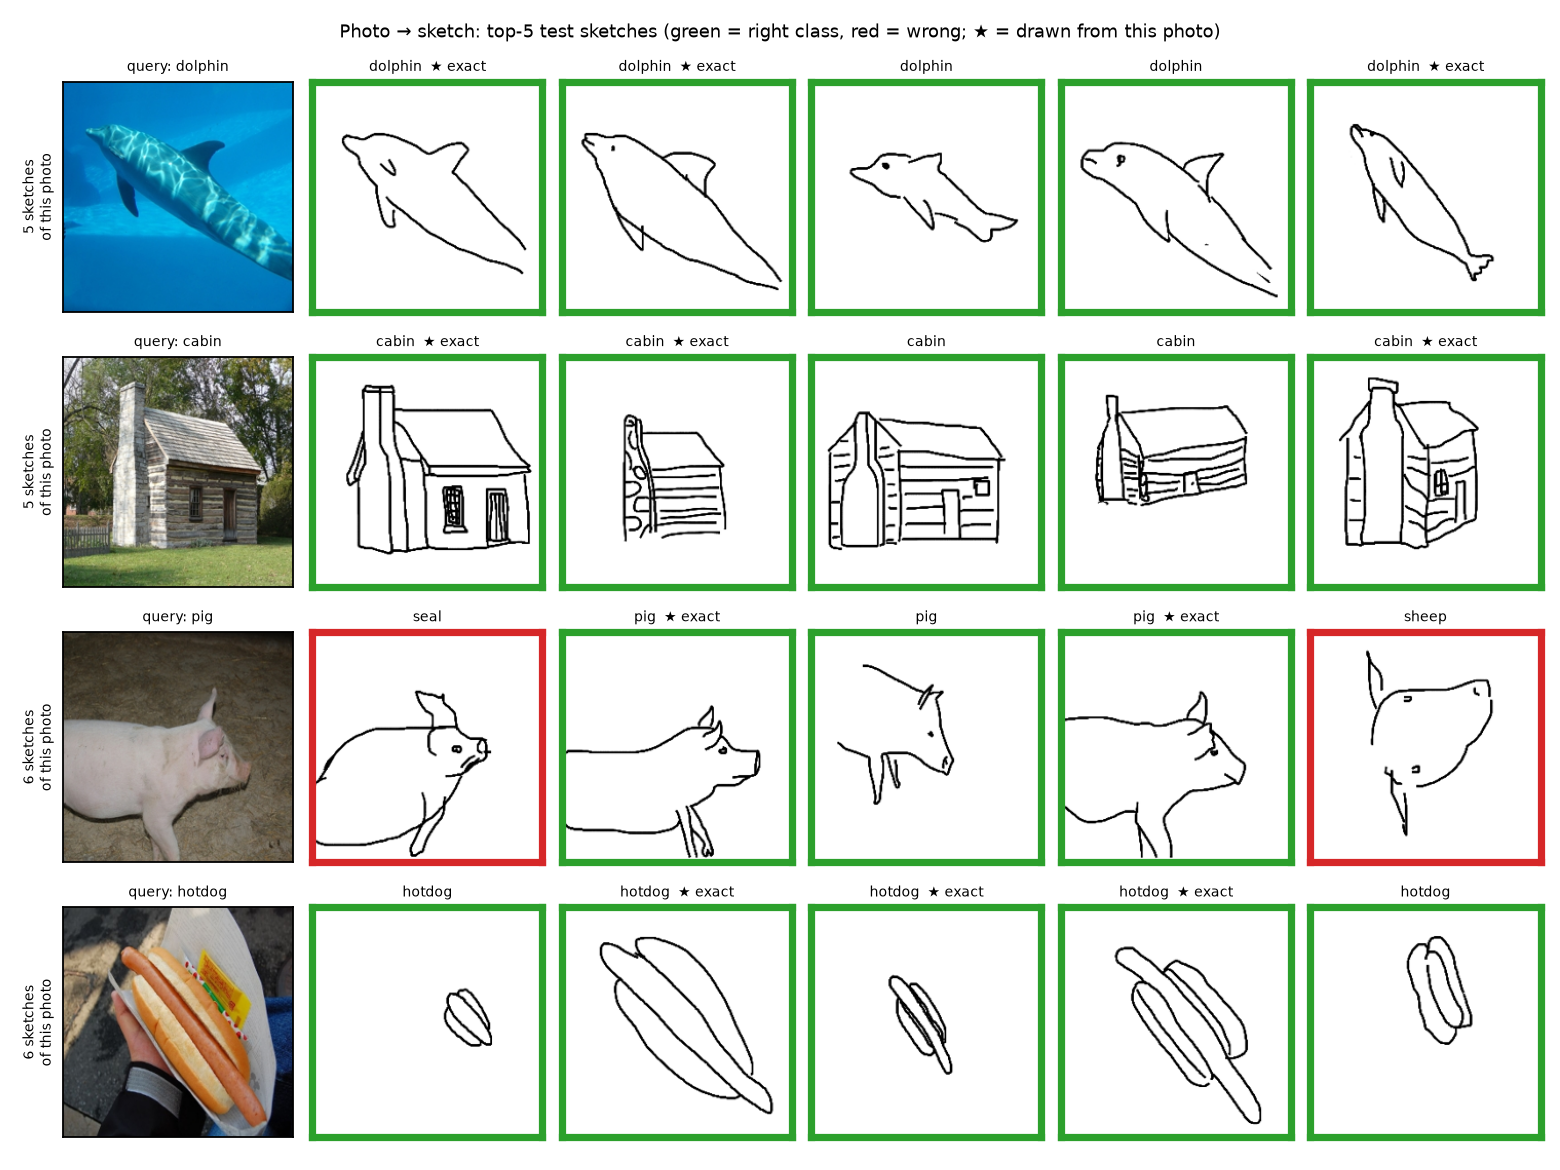 Photo → sketch: top-5 test sketches (green = right class, red = wrong; ★ = drawn from this photo)
5 sketches
of this photo
query: dolphin
dolphin ★ exact
dolphin ★ exact
dolphin
dolphin
dolphin ★ exact
5 sketches
of this photo
query: cabin
cabin ★ exact
cabin ★ exact
cabin
cabin
cabin ★ exact
6 sketches
of this photo
query: pig
seal
pig ★ exact
pig
pig ★ exact
sheep
6 sketches
of this photo
query: hotdog
hotdog
hotdog ★ exact
hotdog ★ exact
hotdog ★ exact
hotdog